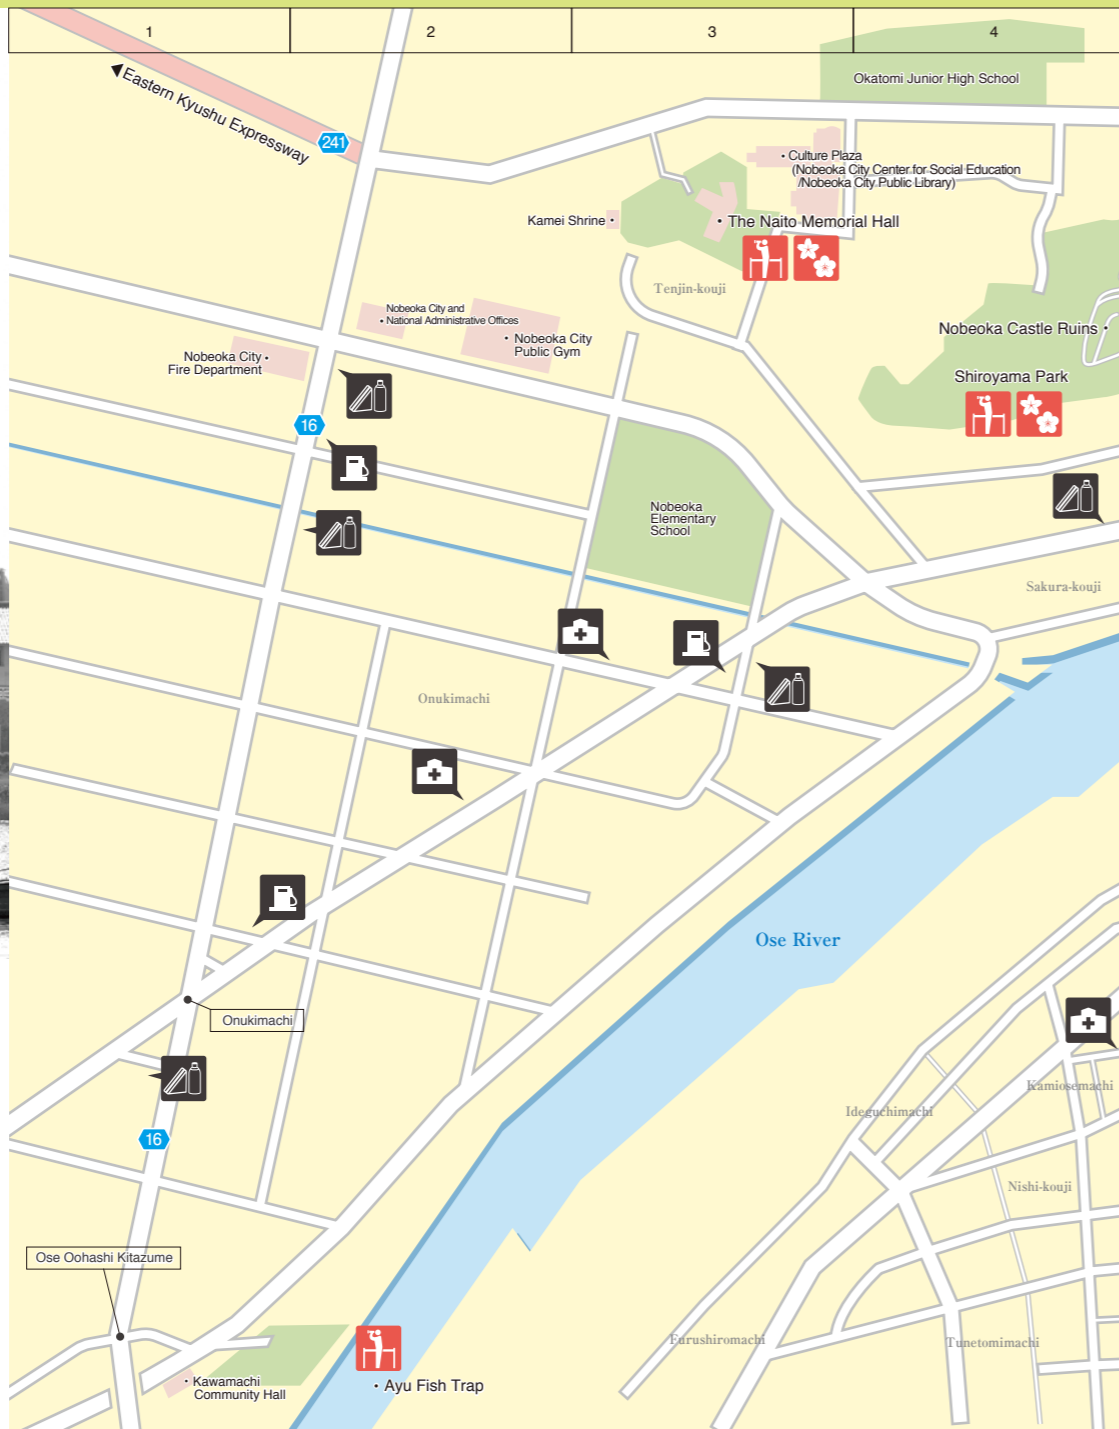 1
2
3
4
Okatomi Junior High School
Eastern Kyushu Expressway
241
• Culture Plaza
(Nobeoka City Center for Social Education
/Nobeoka City Public Library)
Kamei Shrine •
• The Naito Memorial Hall
Tenjin-kouji
Nobeoka City and
• National Administrative Offices
• Nobeoka City
Public Gym
Nobeoka Castle Ruins •
Nobeoka City •
Fire Department
Shiroyama Park
16
Nobeoka
Elementary
School
Sakura-kouji
Onukimachi
Ose River
Onukimachi
Kamiosemachi
Ideguchimachi
16
Nishi-kouji
Ose Oohashi Kitazume
Furushiromachi
Tunetomimachi
• Kawamachi
Community Hall
• Ayu Fish Trap